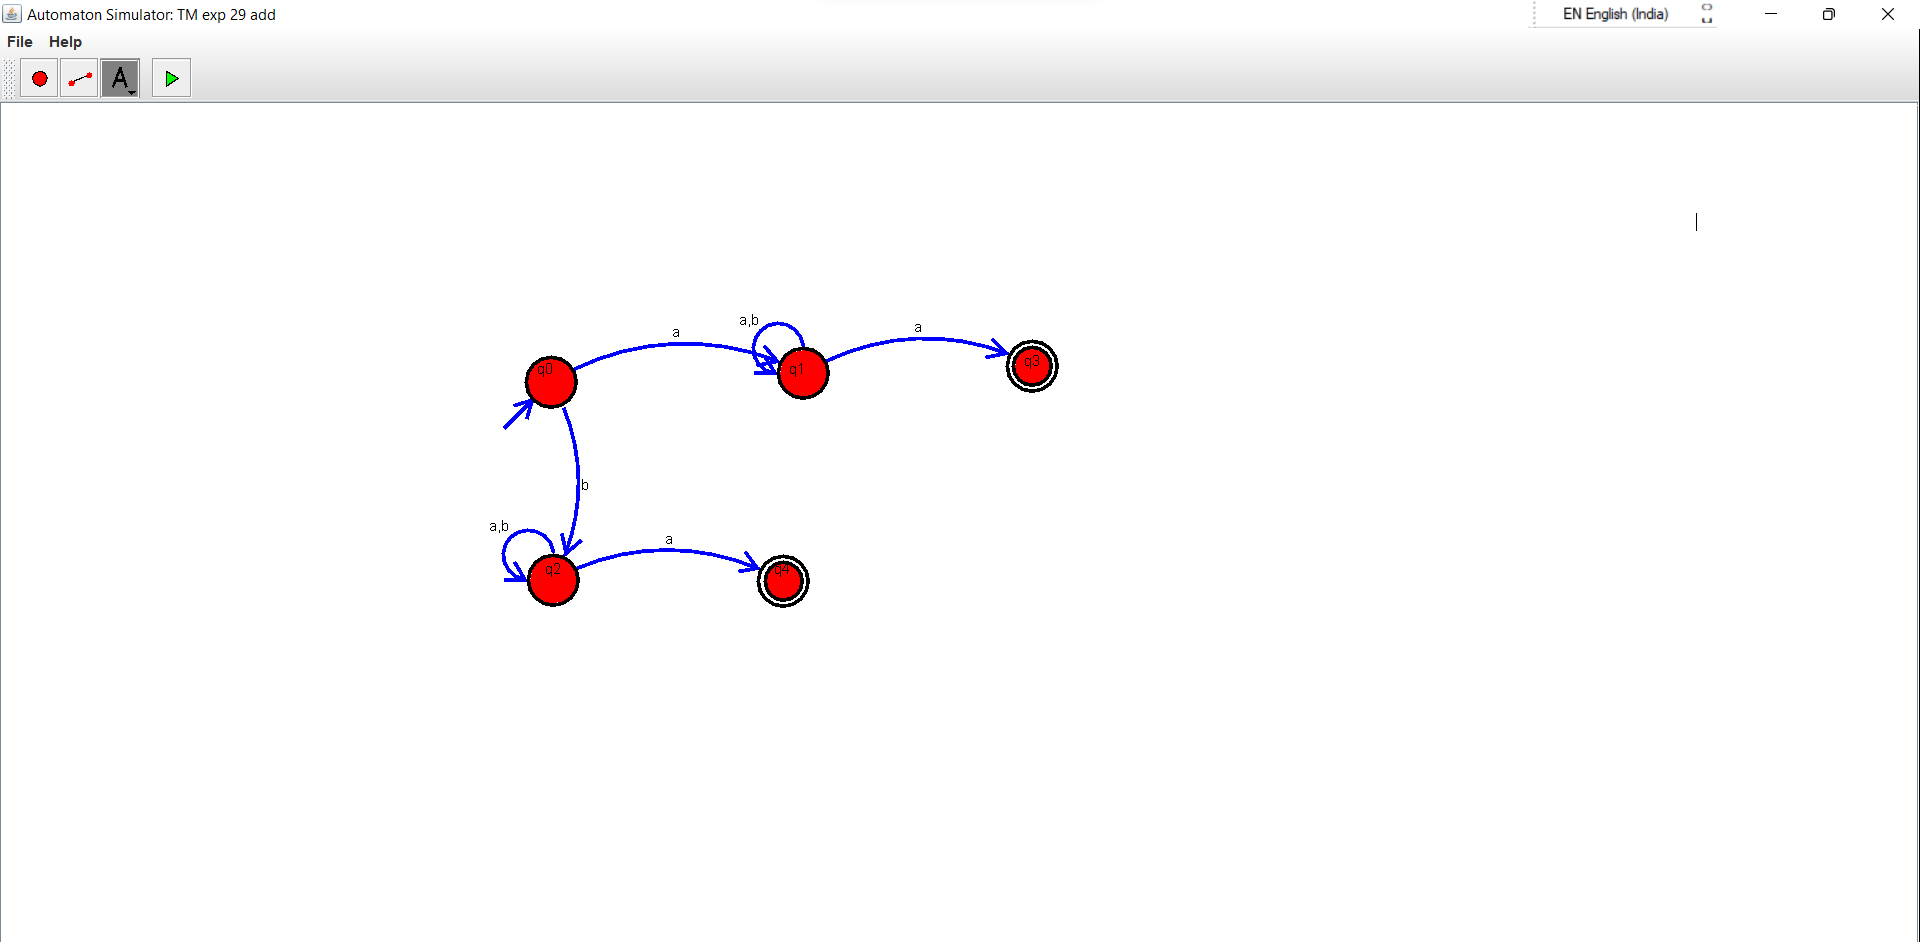 Automaton Simulator: TM exp 29 add
EN English (India)
File Help
A
a,b
a
a
q0
q1
q3
b
a,b
a
q2
q4